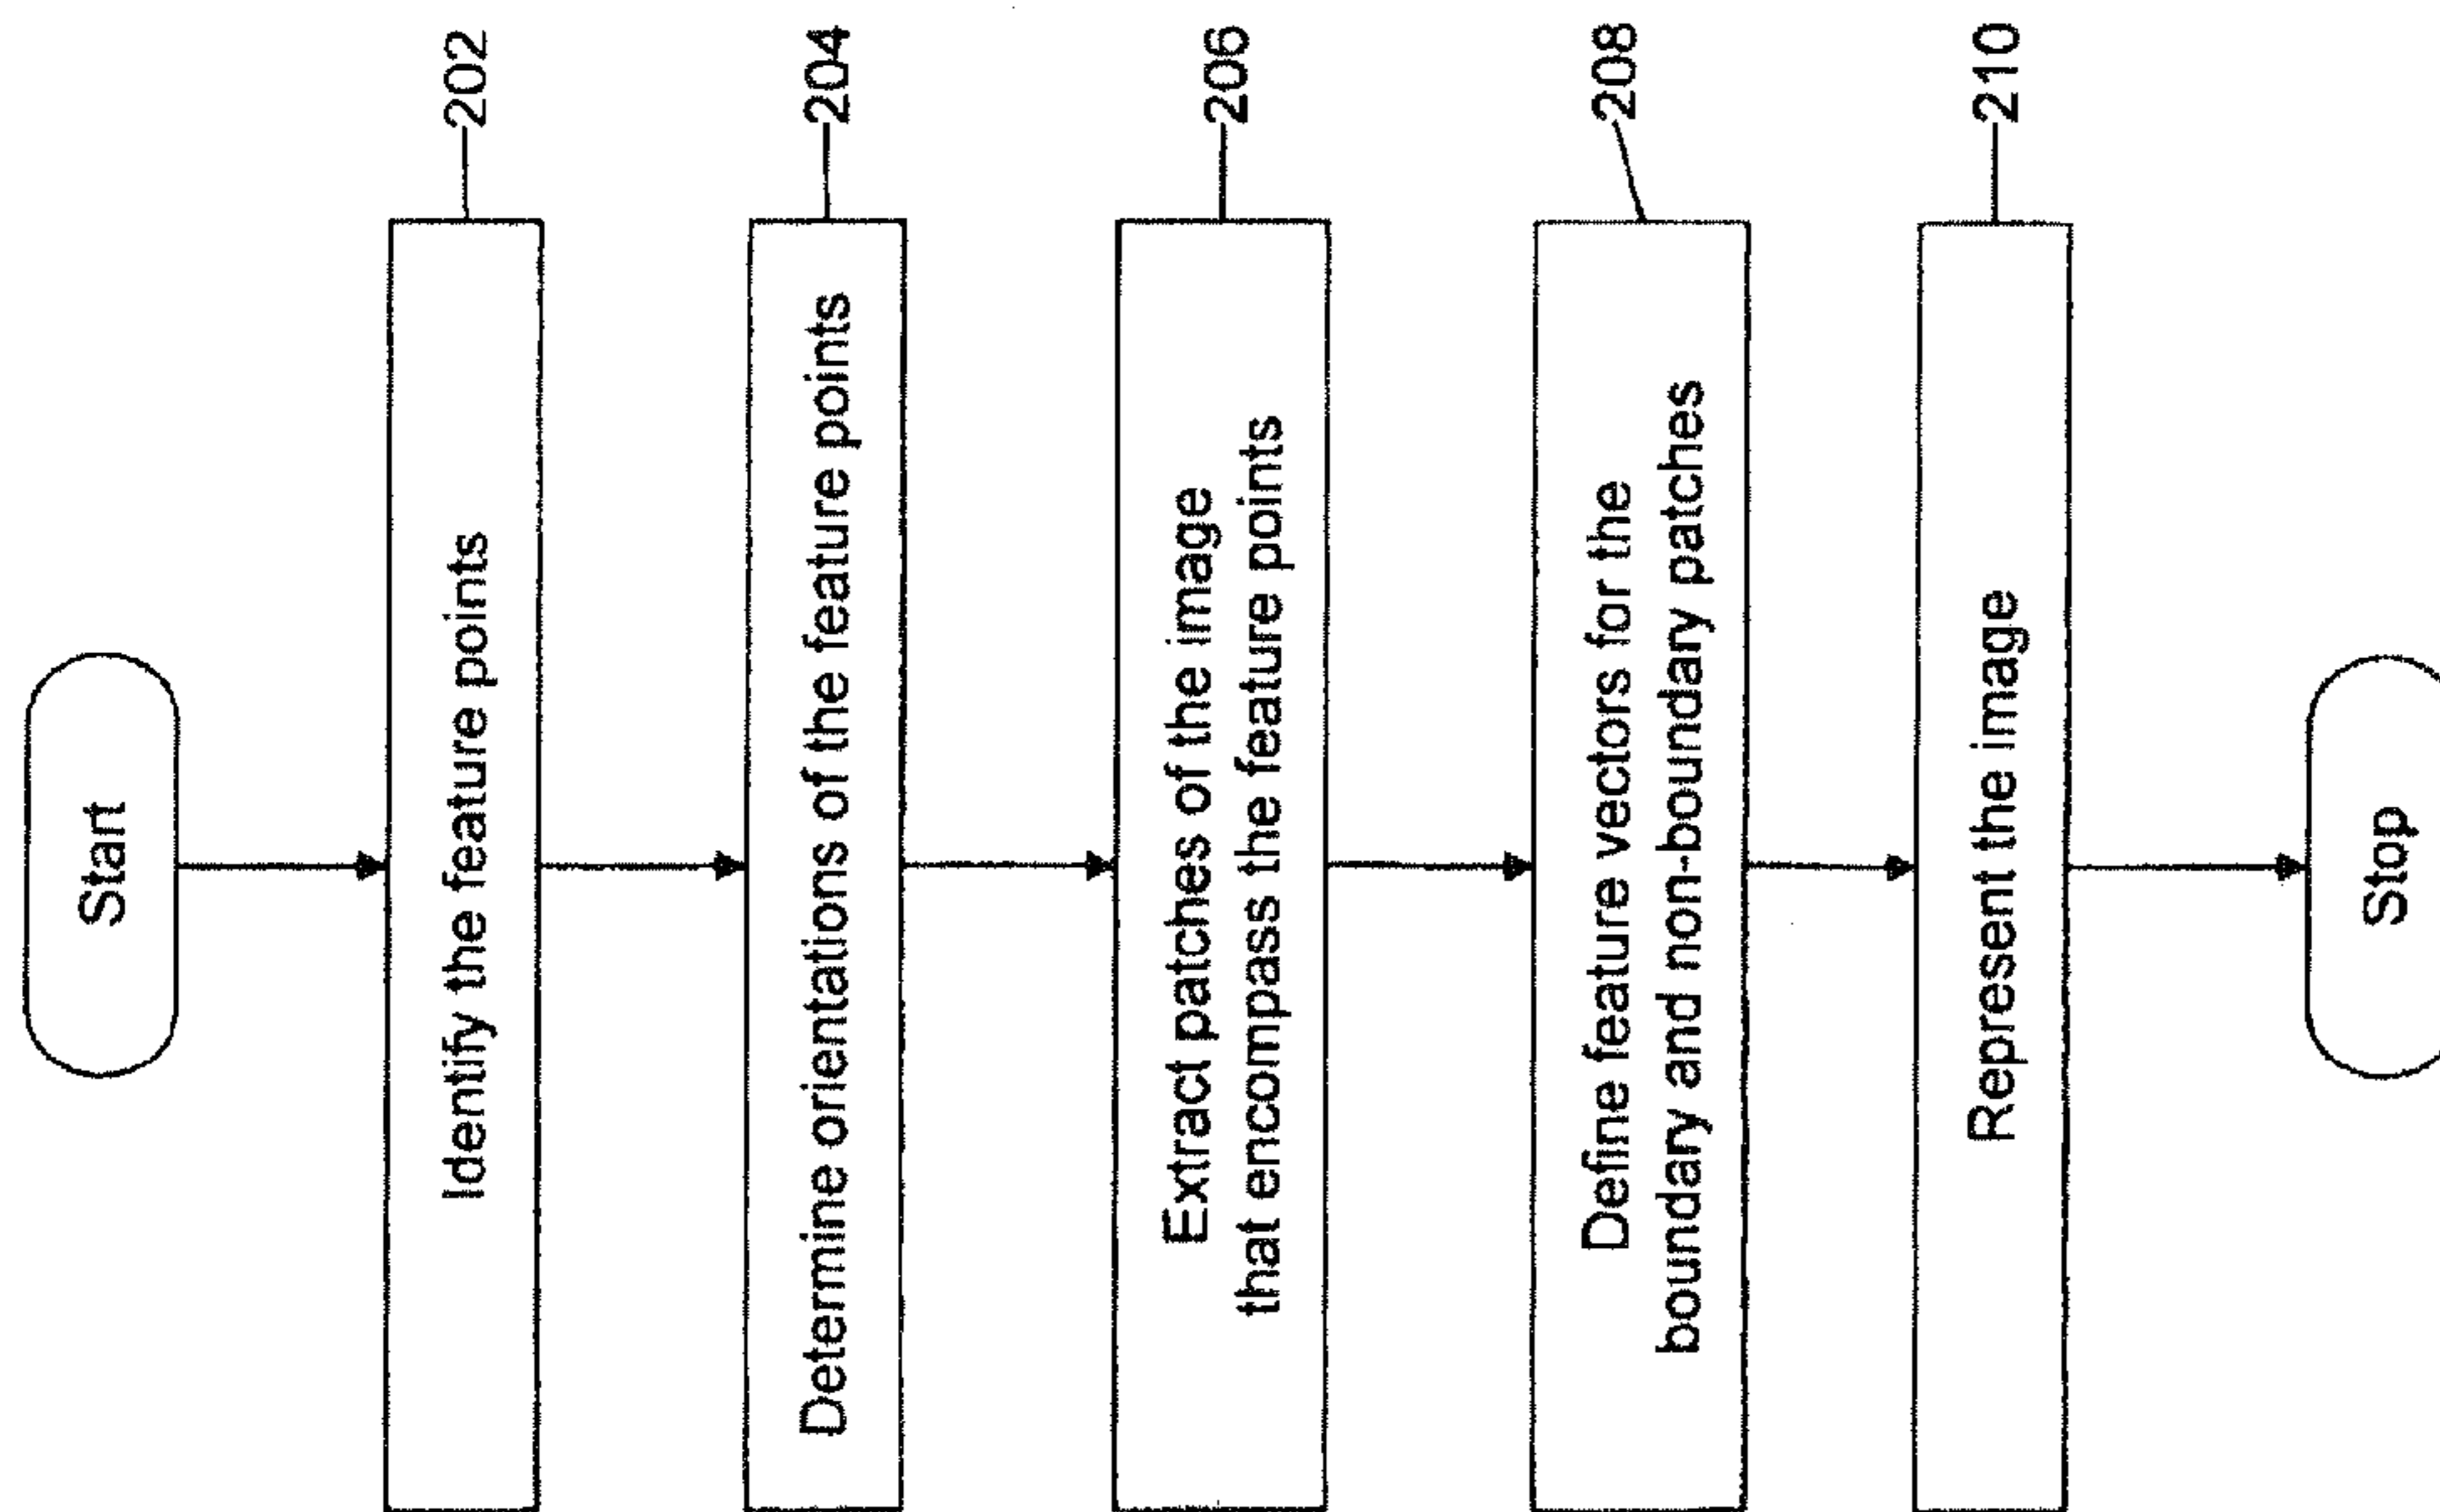 Start
Identify the feature points
202
Determine orientations of the feature points
204
Extract patches of the image
that encompass the feature points
206
Define feature vectors for the
boundary and non-boundary patches
208
Represent the image
210
Stop